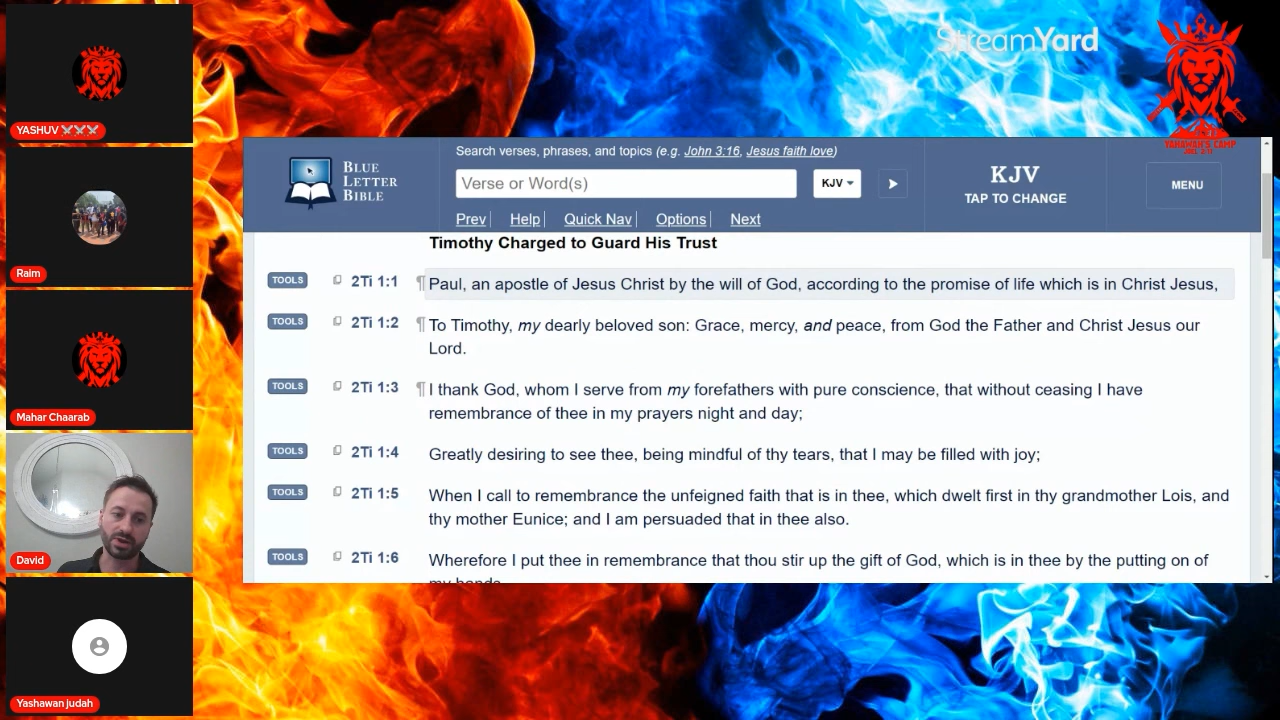 YASHUV ⚔⚔⚔
Raim
Mahar Chaarab
David
Yashawan judah
StreamYard
YAHAWAH'S CAMP
BLUE
LETTER
BIBLE
Search verses, phrases, and topics (e.g. John 3:16, Jesus faith love)
Verse or Word(s)
KJV
Prev| Help| Quick Nav| Options| Next
KJV
TAP TO CHANGE
MENU
Timothy Charged to Guard His Trust
TOOLS 2Ti 1:1 ¶ Paul, an apostle of Jesus Christ by the will of God, according to the promise of life which is in Christ Jesus,
TOOLS 2Ti 1:2 ¶ To Timothy, my dearly beloved son: Grace, mercy, and peace, from God the Father and Christ Jesus our
Lord.
TOOLS 2Ti 1:3 ¶ I thank God, whom I serve from my forefathers with pure conscience, that without ceasing I have
remembrance of thee in my prayers night and day;
TOOLS 2Ti 1:4 Greatly desiring to see thee, being mindful of thy tears, that I may be filled with joy;
TOOLS 2Ti 1:5 When I call to remembrance the unfeigned faith that is in thee, which dwelt first in thy grandmother Lois, and
thy mother Eunice; and I am persuaded that in thee also.
TOOLS 2Ti 1:6 Wherefore I put thee in remembrance that thou stir up the gift of God, which is in thee by the putting on of
my hands.